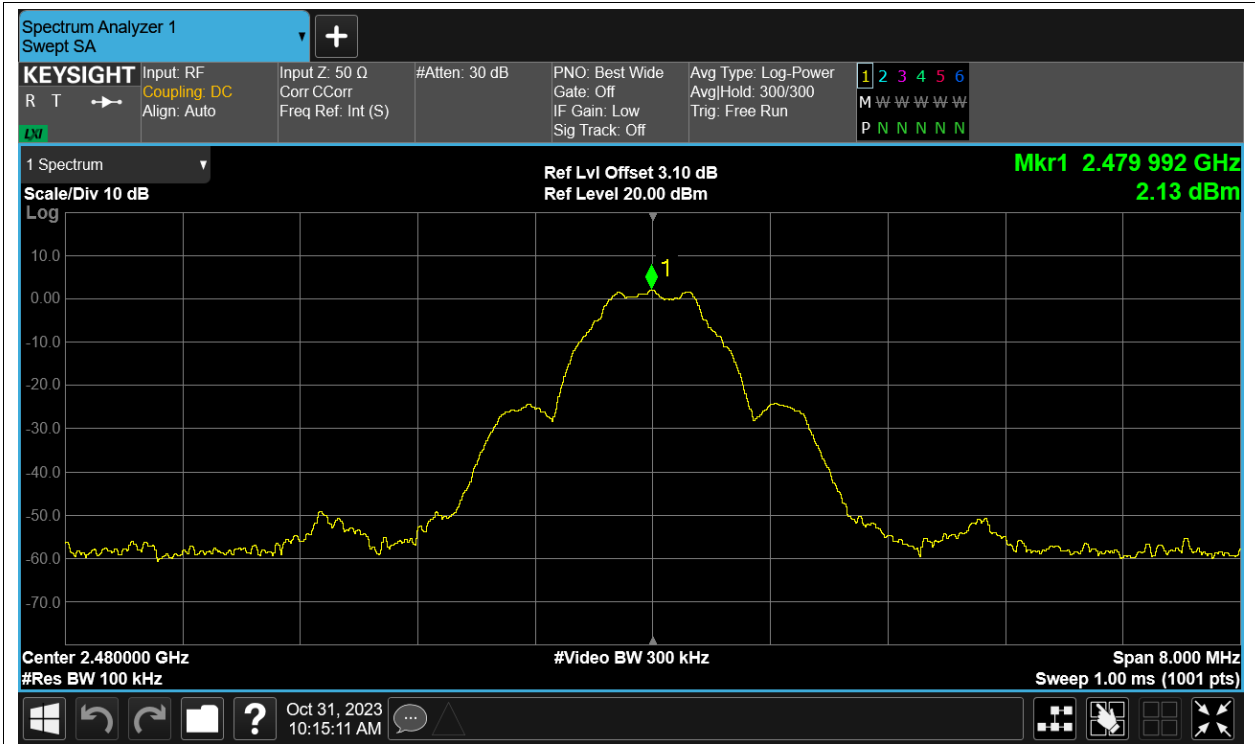 Spectrum Analyzer 1
Swept SA
KEYSIGHT
R T
LXI
Input: RF
Coupling: DC
Align: Auto
Input Z: 50 Ω
Corr CCorr
Freq Ref: Int (S)
#Atten: 30 dB
PNO: Best Wide
Gate: Off
IF Gain: Low
Sig Track: Off
Avg Type: Log-Power
Avg|Hold: 300/300
Trig: Free Run
1 2 3 4 5 6
M W W W W W
P N N N N N
1 Spectrum
Scale/Div 10 dB
Log
Ref Lvl Offset 3.10 dB
Ref Level 20.00 dBm
Mkr1 2.479 992 GHz
2.13 dBm
1
10.0
0.00
-10.0
-20.0
-30.0
-40.0
-50.0
-60.0
-70.0
Center 2.480000 GHz
#Res BW 100 kHz
#Video BW 300 kHz
Span 8.000 MHz
Sweep 1.00 ms (1001 pts)
?
Oct 31, 2023
10:15:11 AM